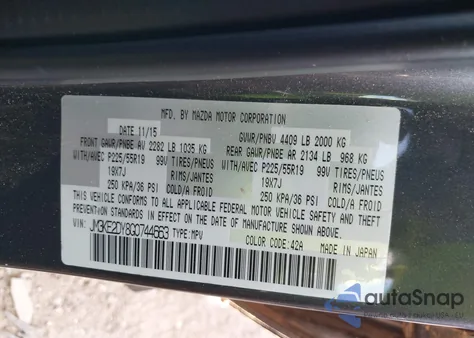 MFD. BY MAZDA MOTOR CORPORATION
DATE 11/15 GVWR/PNBV 4409 LB 2000 KG
FRONT GAWR/PNBE AV 2282 LB 1035 KG REAR GAWR/PNBE AR 2134 LB 968 KG
WITH/AVEC P225/55R19 99V TIRES/PNEUS WITH/AVEC P225/55R19 99V TIRES/PNEUS
19X7J RIMS/JANTES 19X7J RIMS/JANTES
250 KPA/36 PSI COLD/A FROID 250 KPA/36 PSI COLD/A FROID
THIS VEHICLE CONFORMS TO ALL APPLICABLE FEDERAL MOTOR VEHICLE SAFETY AND THEFT
PREVENTION STANDARDS IN EFFECT ON THE DATE OF MANUFACTURE SHOWN ABOVE.
VIN: JM3KE2DY8G0744663 TYPE: MPV COLOR CODE: 42A MADE IN JAPAN
autoSnap